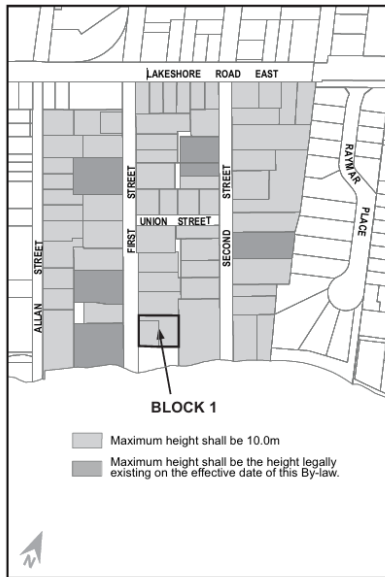 LAKESHORE ROAD EAST
ALLAN STREET
FIRST STREET
UNION STREET
SECOND STREET
RAYMAR PLACE
BLOCK 1
Maximum height shall be 10.0m
Maximum height shall be the height legally
existing on the effective date of this By-law.
N